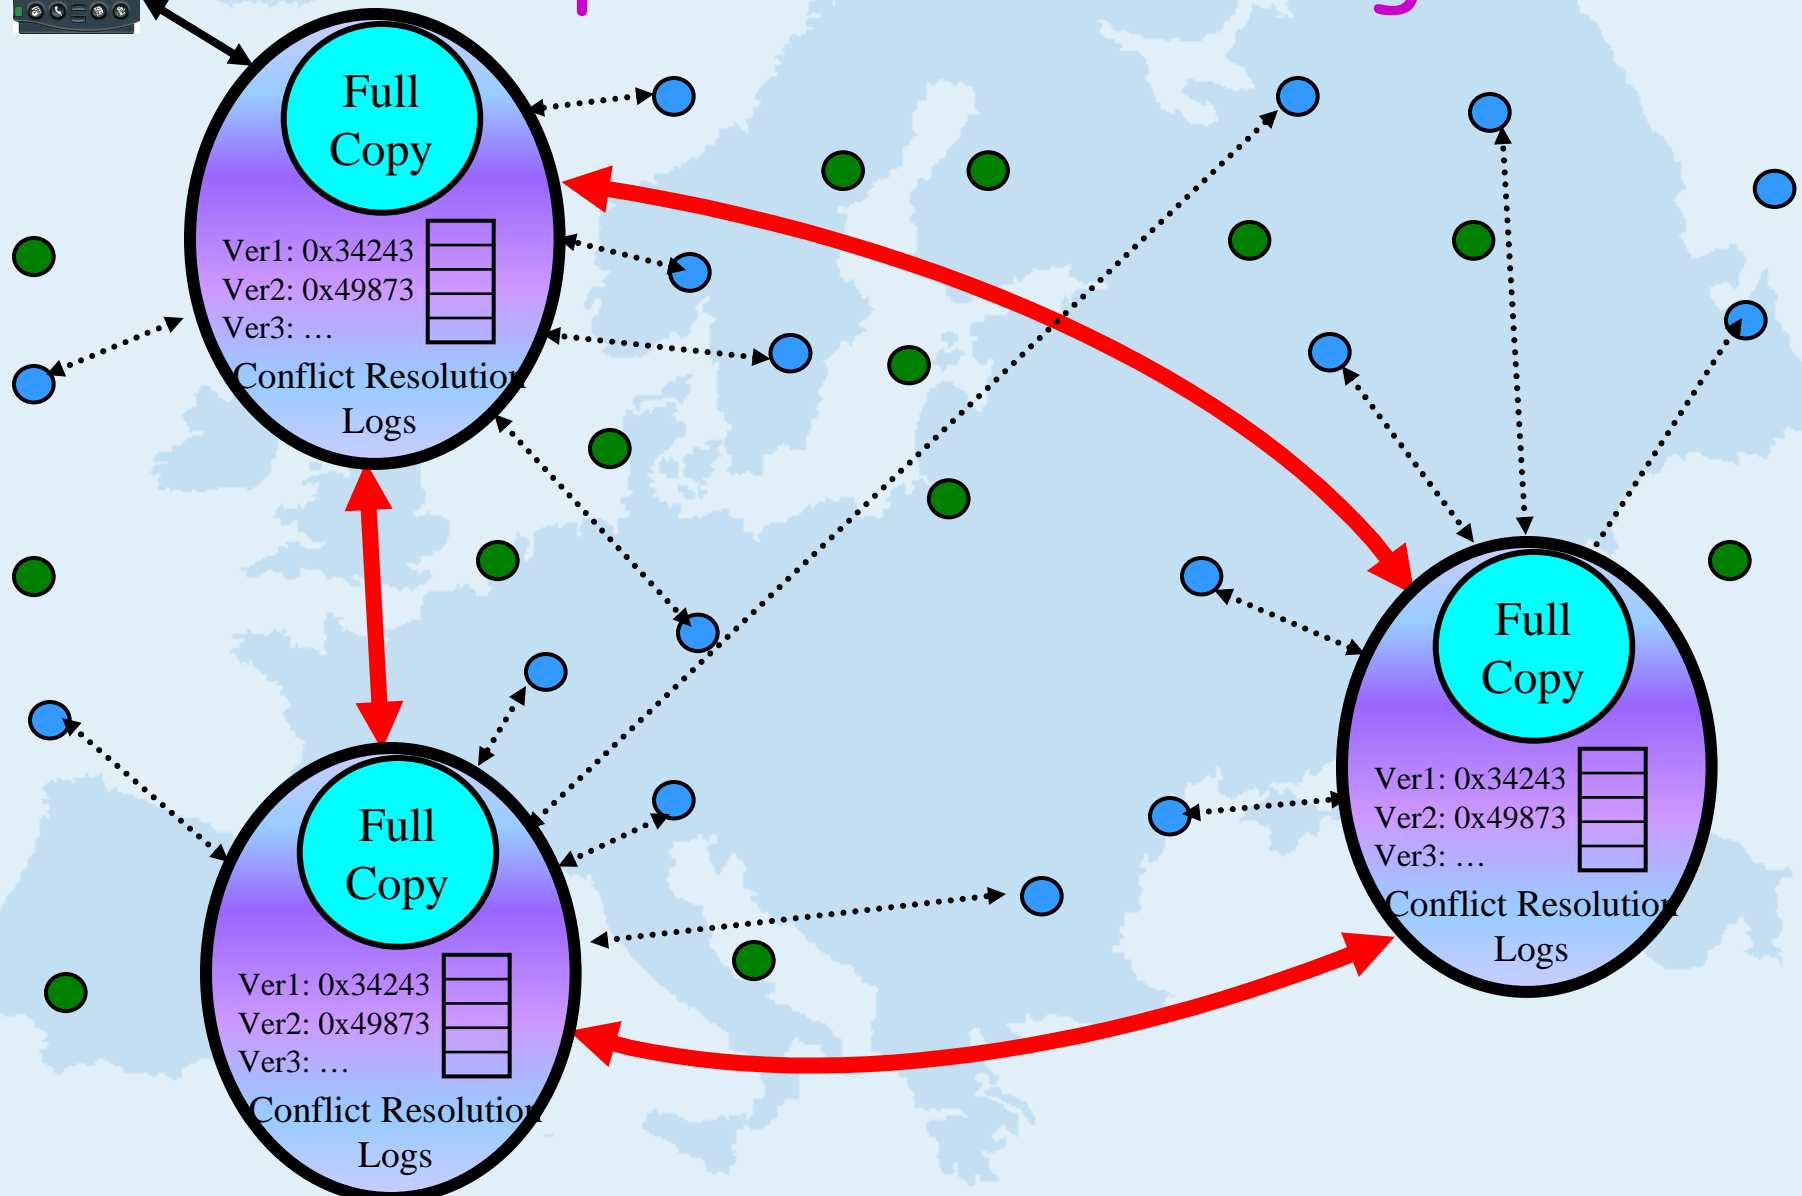 Full
Copy
Ver1: 0x34243
Ver2: 0x49873
Ver3: …
Conflict Resolution
Logs
Full
Copy
Ver1: 0x34243
Ver2: 0x49873
Ver3: …
Conflict Resolution
Logs
Full
Copy
Ver1: 0x34243
Ver2: 0x49873
Ver3: …
Conflict Resolution
Logs